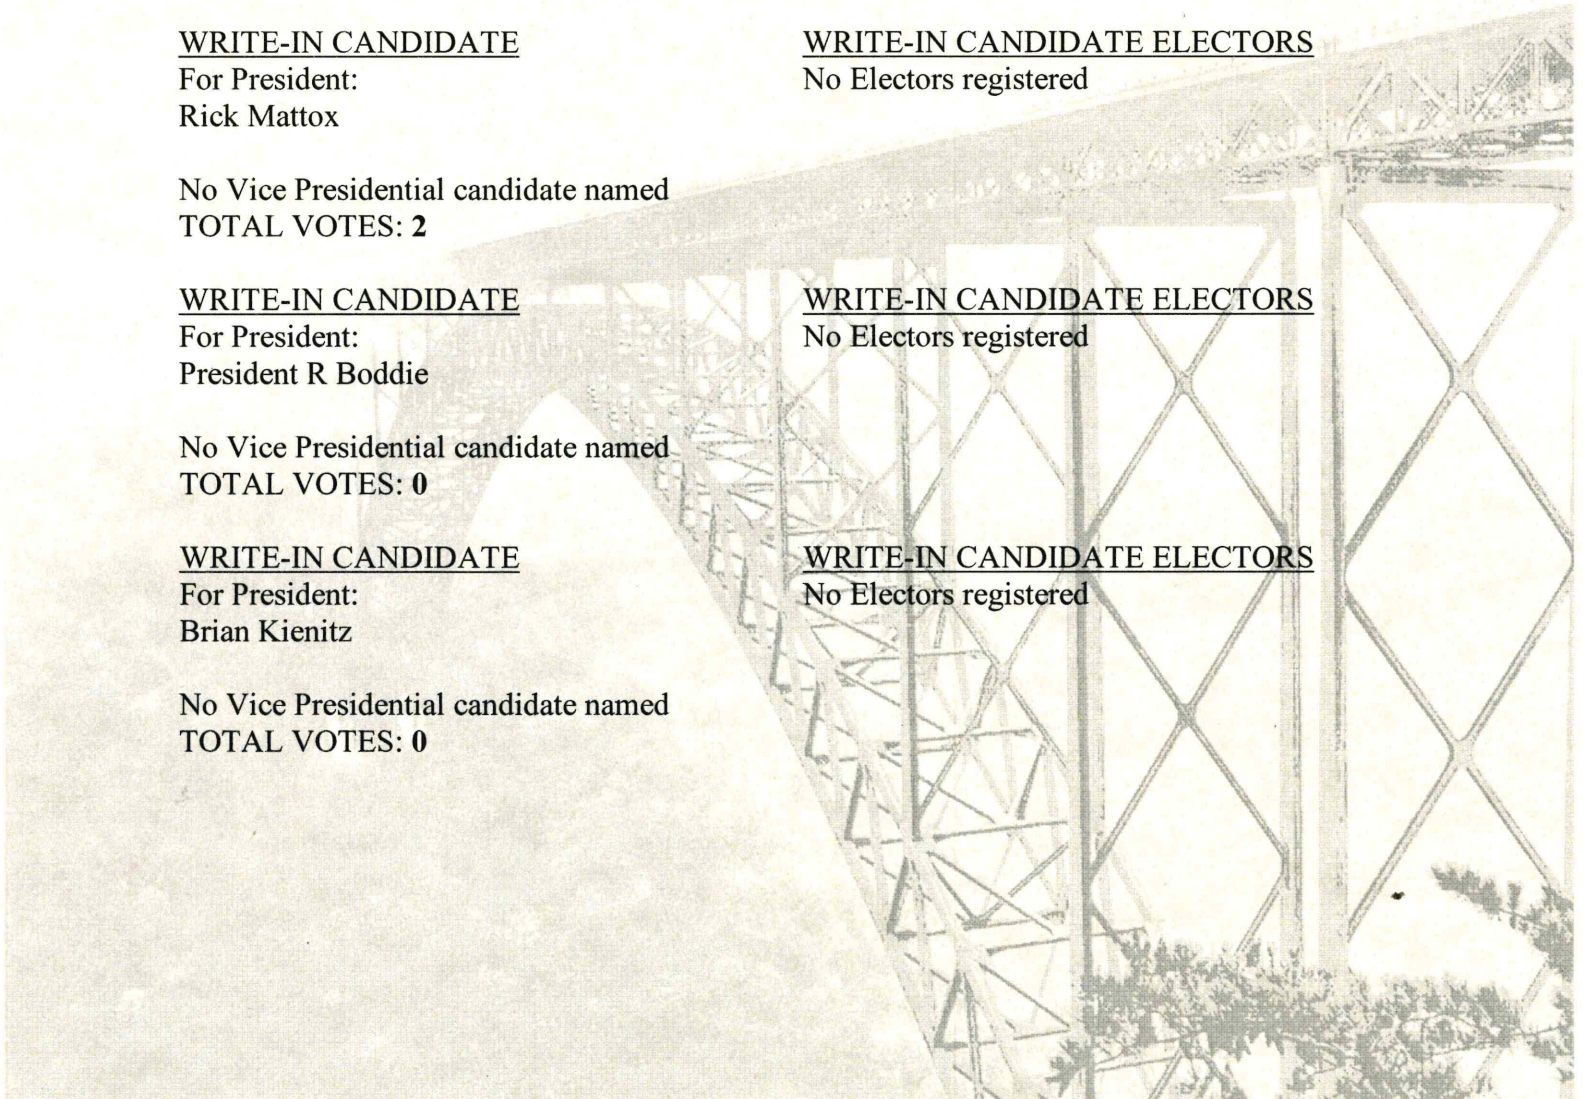 WRITE-IN CANDIDATE
For President:
Rick Mattox
No Vice Presidential candidate named
TOTAL VOTES: 2
WRITE-IN CANDIDATE ELECTORS
No Electors registered
WRITE-IN CANDIDATE
For President:
President R Boddie
No Vice Presidential candidate named
TOTAL VOTES: 0
WRITE-IN CANDIDATE ELECTORS
No Electors registered
WRITE-IN CANDIDATE
For President:
Brian Kienitz
No Vice Presidential candidate named
TOTAL VOTES: 0
WRITE-IN CANDIDATE ELECTORS
No Electors registered